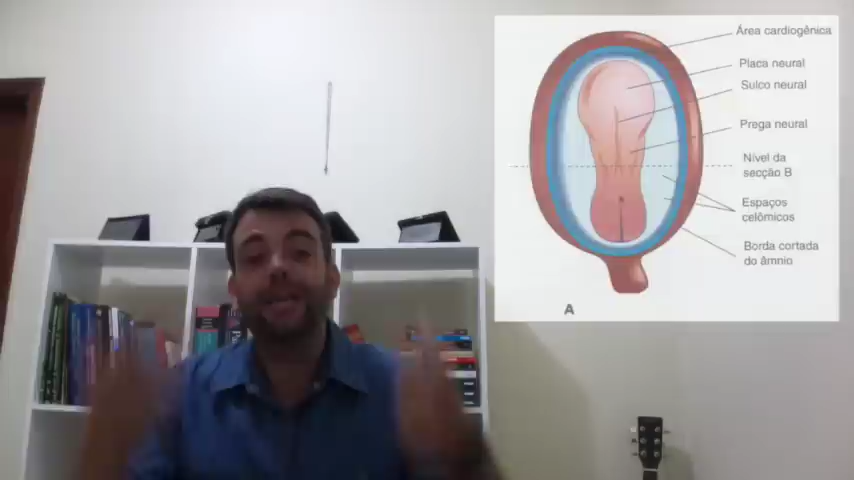 Área cardiogênica
Placa neural
Sulco neural
Prega neural
Nível da
secção B
Espaços
celômicos
Borda cortada
do âmnio
A